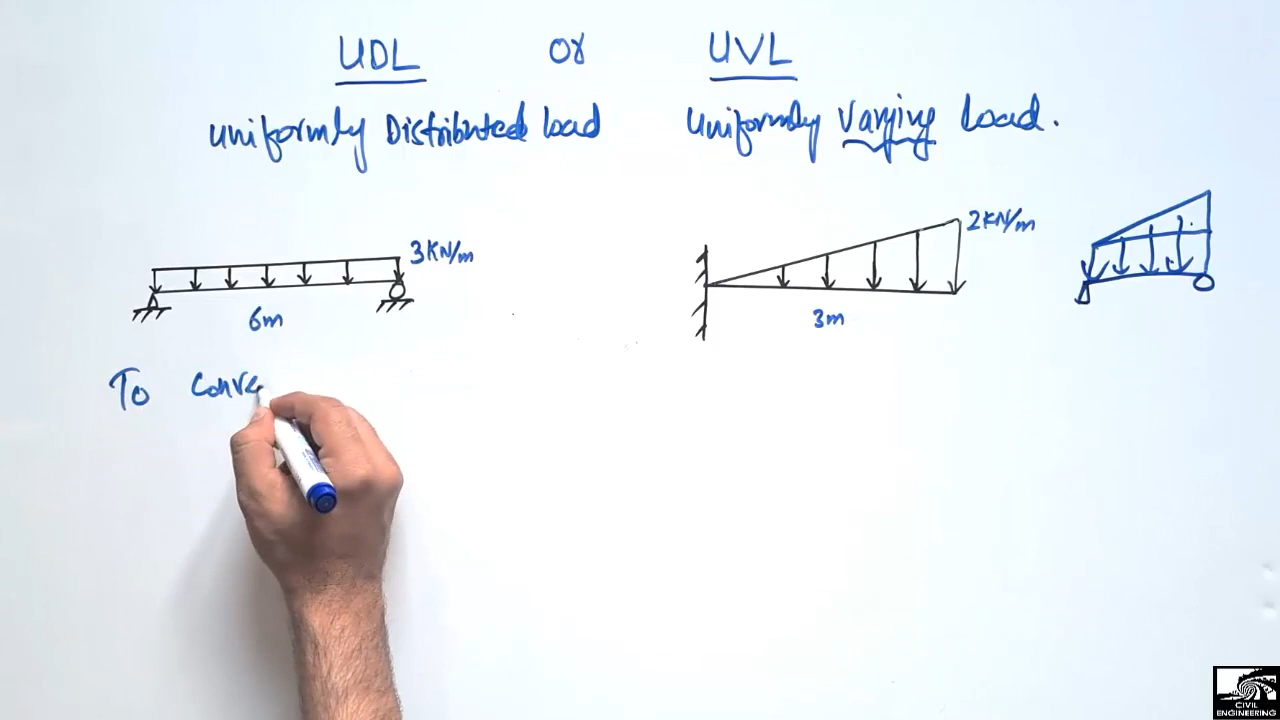 UDL or UVL
uniformly Distributed load uniformly Varying Load.
3KN/m
6m
2KN/m
3m
To conve
CIVIL
ENGINEERING